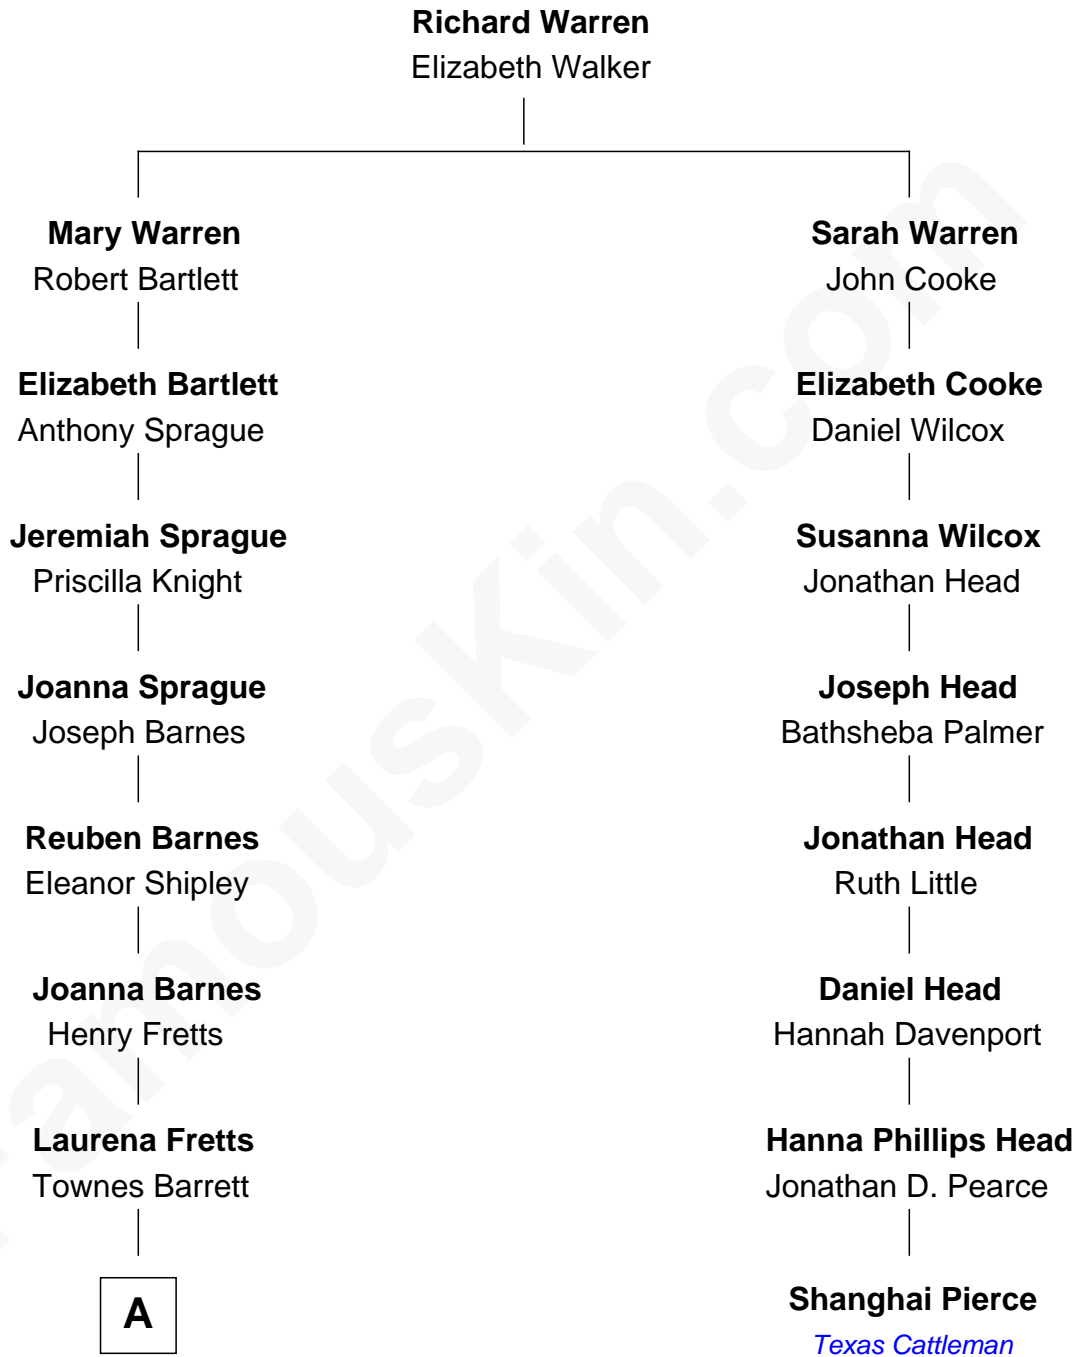 Richard Warren
Elizabeth Walker
Mary Warren
Robert Bartlett
Elizabeth Bartlett
Anthony Sprague
Jeremiah Sprague
Priscilla Knight
Joanna Sprague
Joseph Barnes
Reuben Barnes
Eleanor Shipley
Joanna Barnes
Henry Fretts
Laurena Fretts
Townes Barrett
A
Sarah Warren
John Cooke
Elizabeth Cooke
Daniel Wilcox
Susanna Wilcox
Jonathan Head
Joseph Head
Bathsheba Palmer
Jonathan Head
Ruth Little
Daniel Head
Hannah Davenport
Hanna Phillips Head
Jonathan D. Pearce
Shanghai Pierce
Texas Cattleman
FamousKin.com